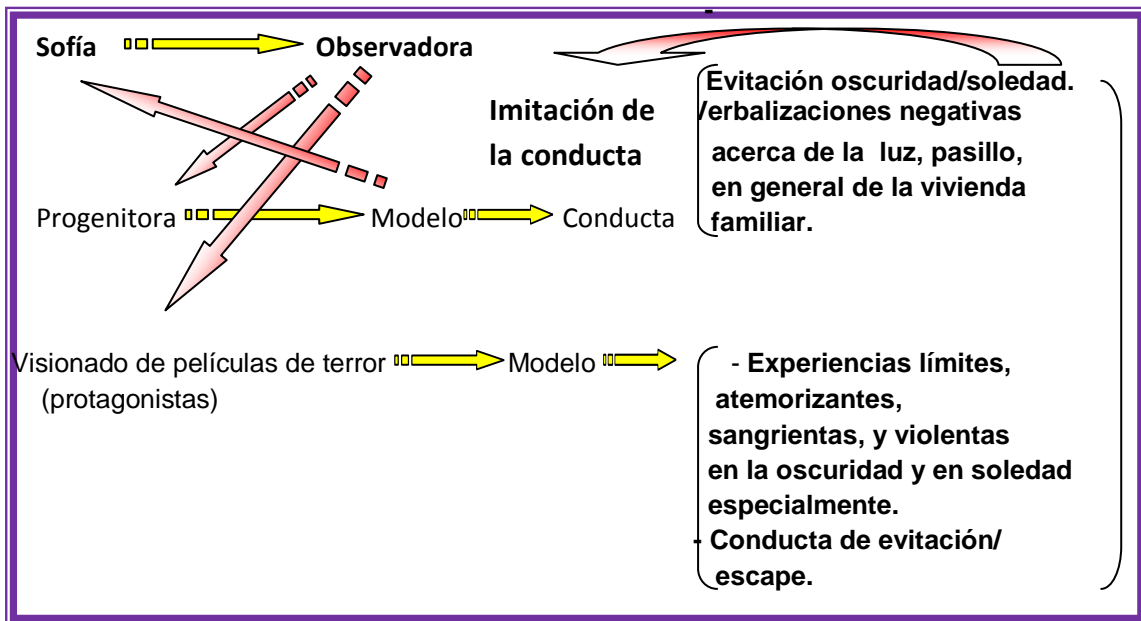 Sofía Observadora
Imitación de
la conducta
Evitación oscuridad/soledad.
/erbalizaciones negativas
acerca de la luz, pasillo,
en general de la vivienda
familiar.
Progenitora Modelo Conducta
Visionado de películas de terror Modelo
(protagonistas)
- Experiencias límites,
atemorizantes,
sangrientas, y violentas
en la oscuridad y en soledad
especialmente.
- Conducta de evitación/
escape.